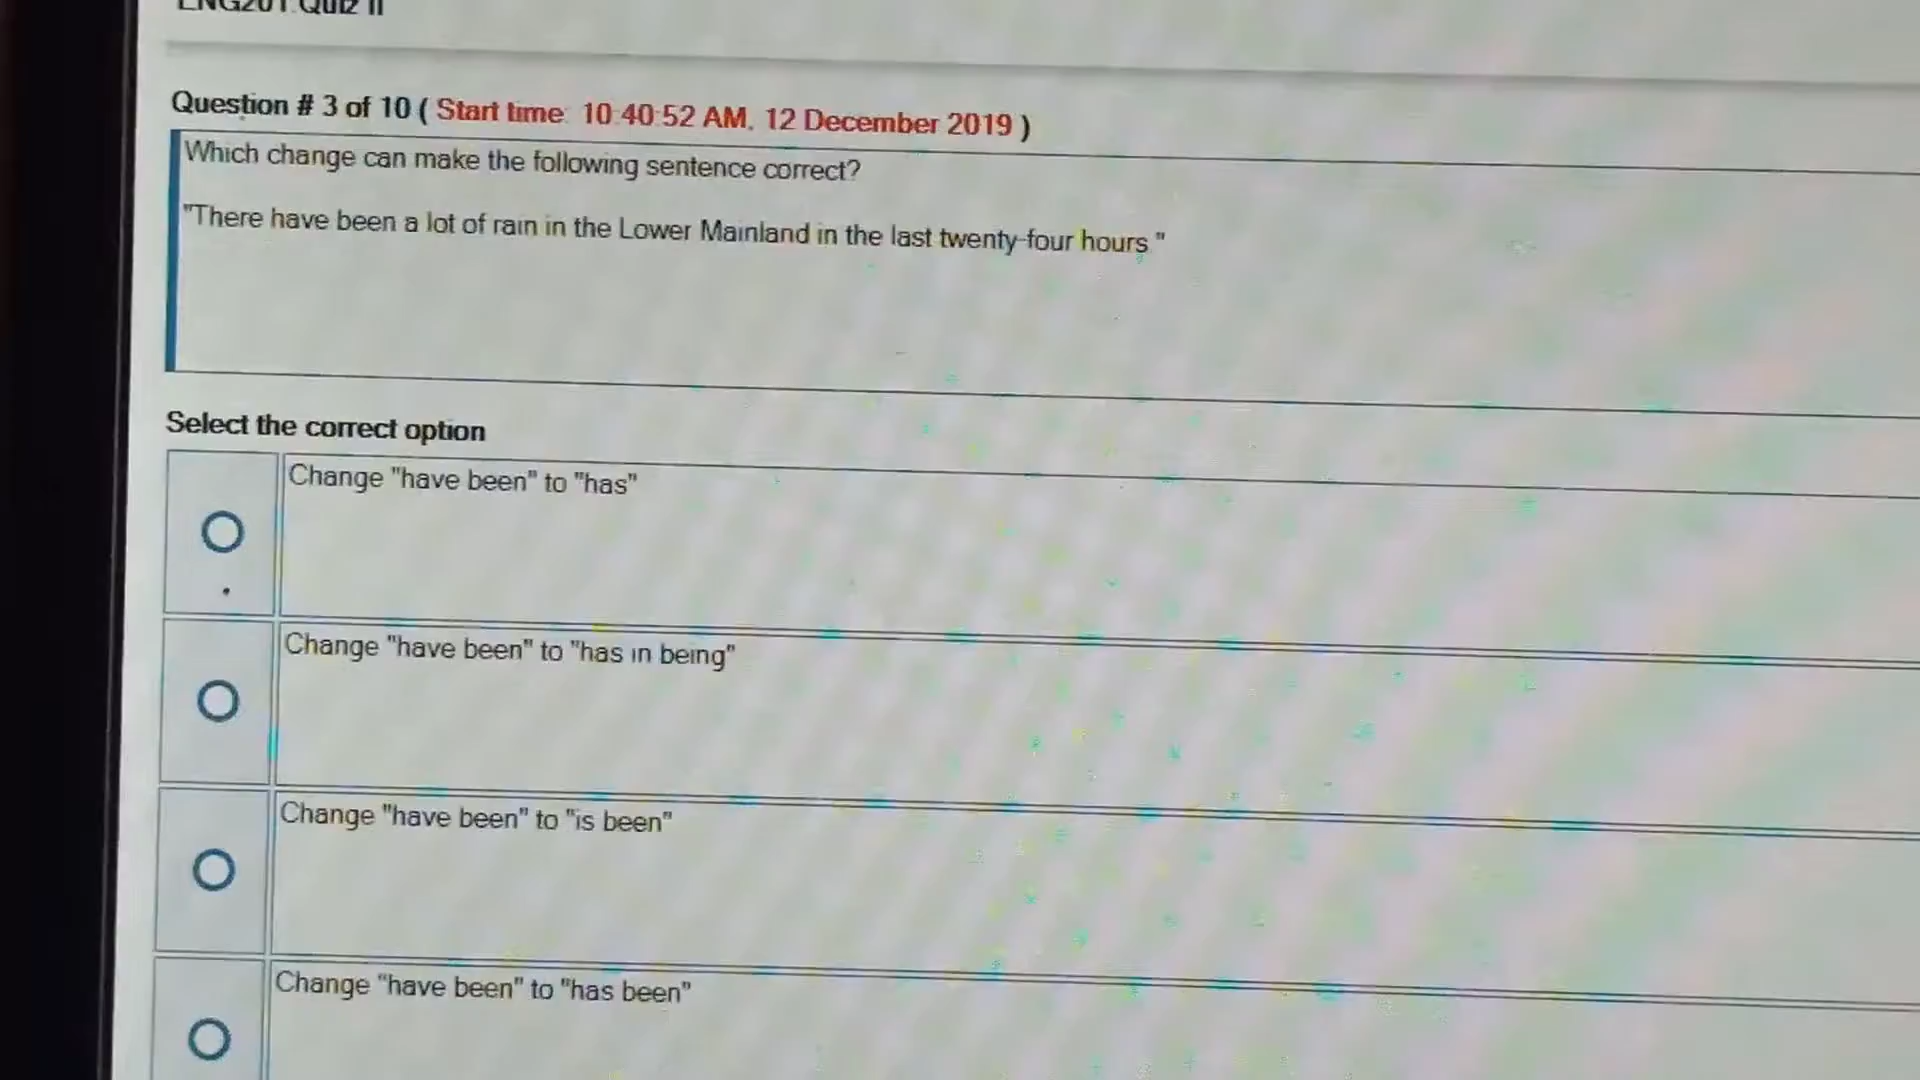 ENG201 Quiz II
Question # 3 of 10 ( Start time: 10:40:52 AM, 12 December 2019 )
Which change can make the following sentence correct?
"There have been a lot of rain in the Lower Mainland in the last twenty-four hours."
Select the correct option
Change "have been" to "has"
Change "have been" to "has in being"
Change "have been" to "is been"
Change "have been" to "has been"